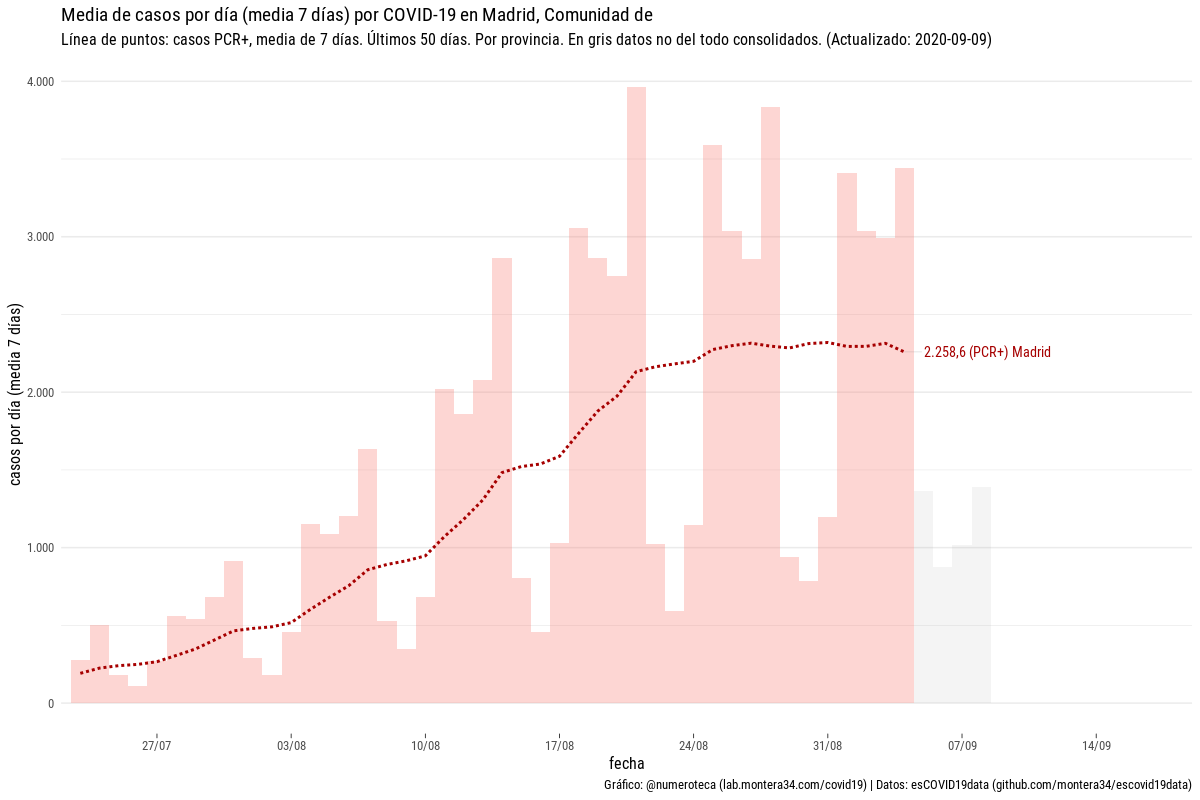 Media de casos por día (media 7 días) por COVID-19 en Madrid, Comunidad de
Línea de puntos: casos PCR+, media de 7 días. Últimos 50 días. Por provincia. En gris datos no del todo consolidados. (Actualizado: 2020-09-09)
casos por día (media 7 días)
4.000
3.000
2.000
1.000
0
2.258,6 (PCR+) Madrid
27/07 03/08 10/08 17/08 24/08 31/08 07/09 14/09
fecha
Gráfico: @numeroteca (lab.montera34.com/covid19) | Datos: esCOVID19data (github.com/montera34/escovid19data)